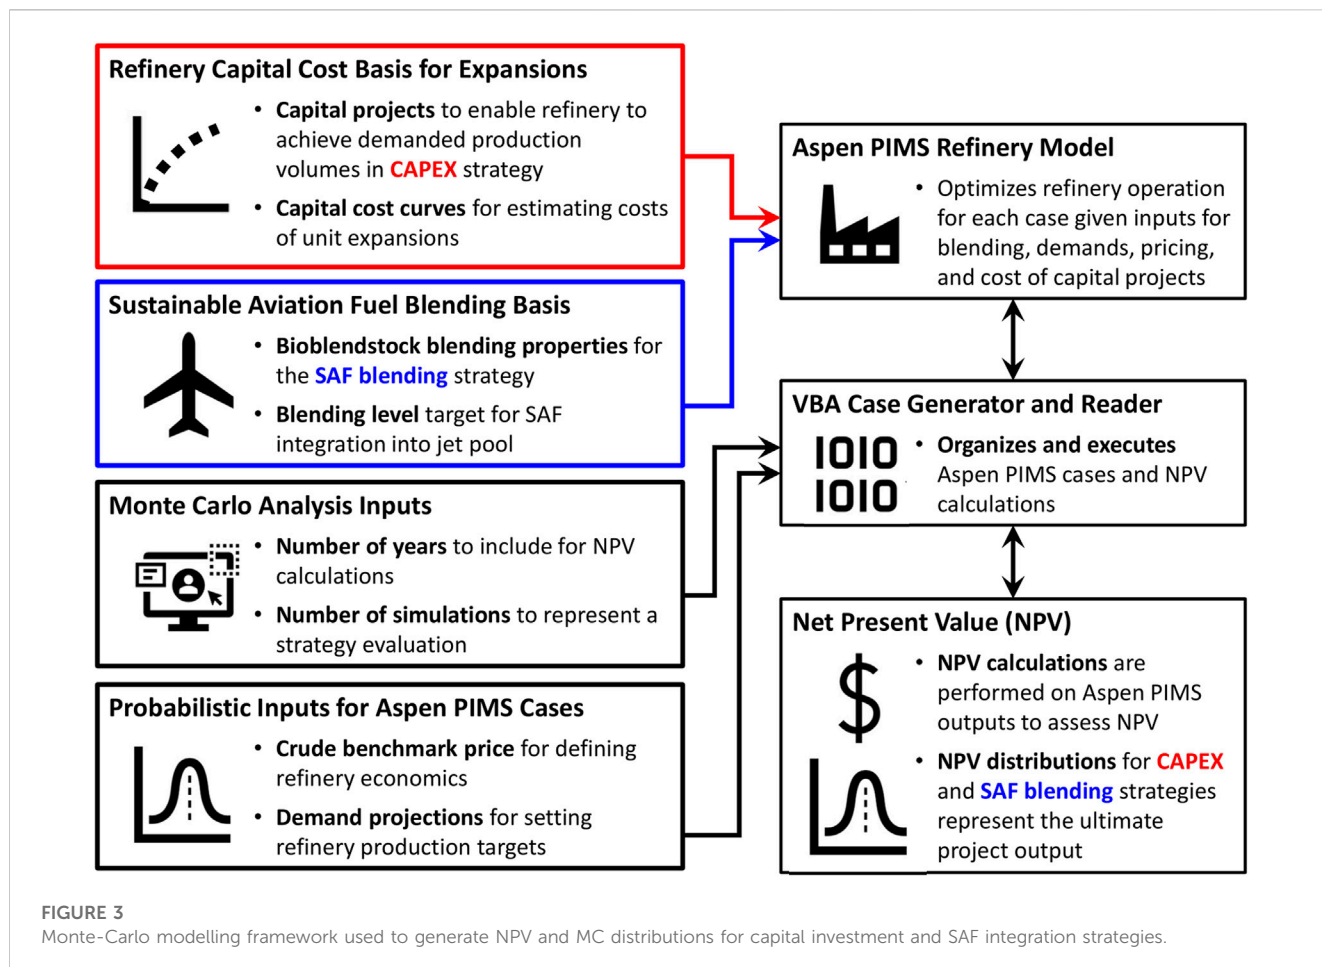 Refinery Capital Cost Basis for Expansions
• Capital projects to enable refinery to
achieve demanded production
volumes in CAPEX strategy
• Capital cost curves for estimating costs
of unit expansions
Sustainable Aviation Fuel Blending Basis
• Bioblendstock blending properties for
the SAF blending strategy
• Blending level target for SAF
integration into jet pool
Monte Carlo Analysis Inputs
• Number of years to include for NPV
calculations
• Number of simulations to represent a
strategy evaluation
Probabilistic Inputs for Aspen PIMS Cases
• Crude benchmark price for defining
refinery economics
• Demand projections for setting
refinery production targets
Aspen PIMS Refinery Model
• Optimizes refinery operation
for each case given inputs for
blending, demands, pricing,
and cost of capital projects
VBA Case Generator and Reader
IOIO
IOIO
• Organizes and executes
Aspen PIMS cases and NPV
calculations
Net Present Value (NPV)
$
• NPV calculations are
performed on Aspen PIMS
outputs to assess NPV
• NPV distributions for CAPEX
and SAF blending strategies
represent the ultimate
project output
FIGURE 3
Monte-Carlo modelling framework used to generate NPV and MC distributions for capital investment and SAF integration strategies.